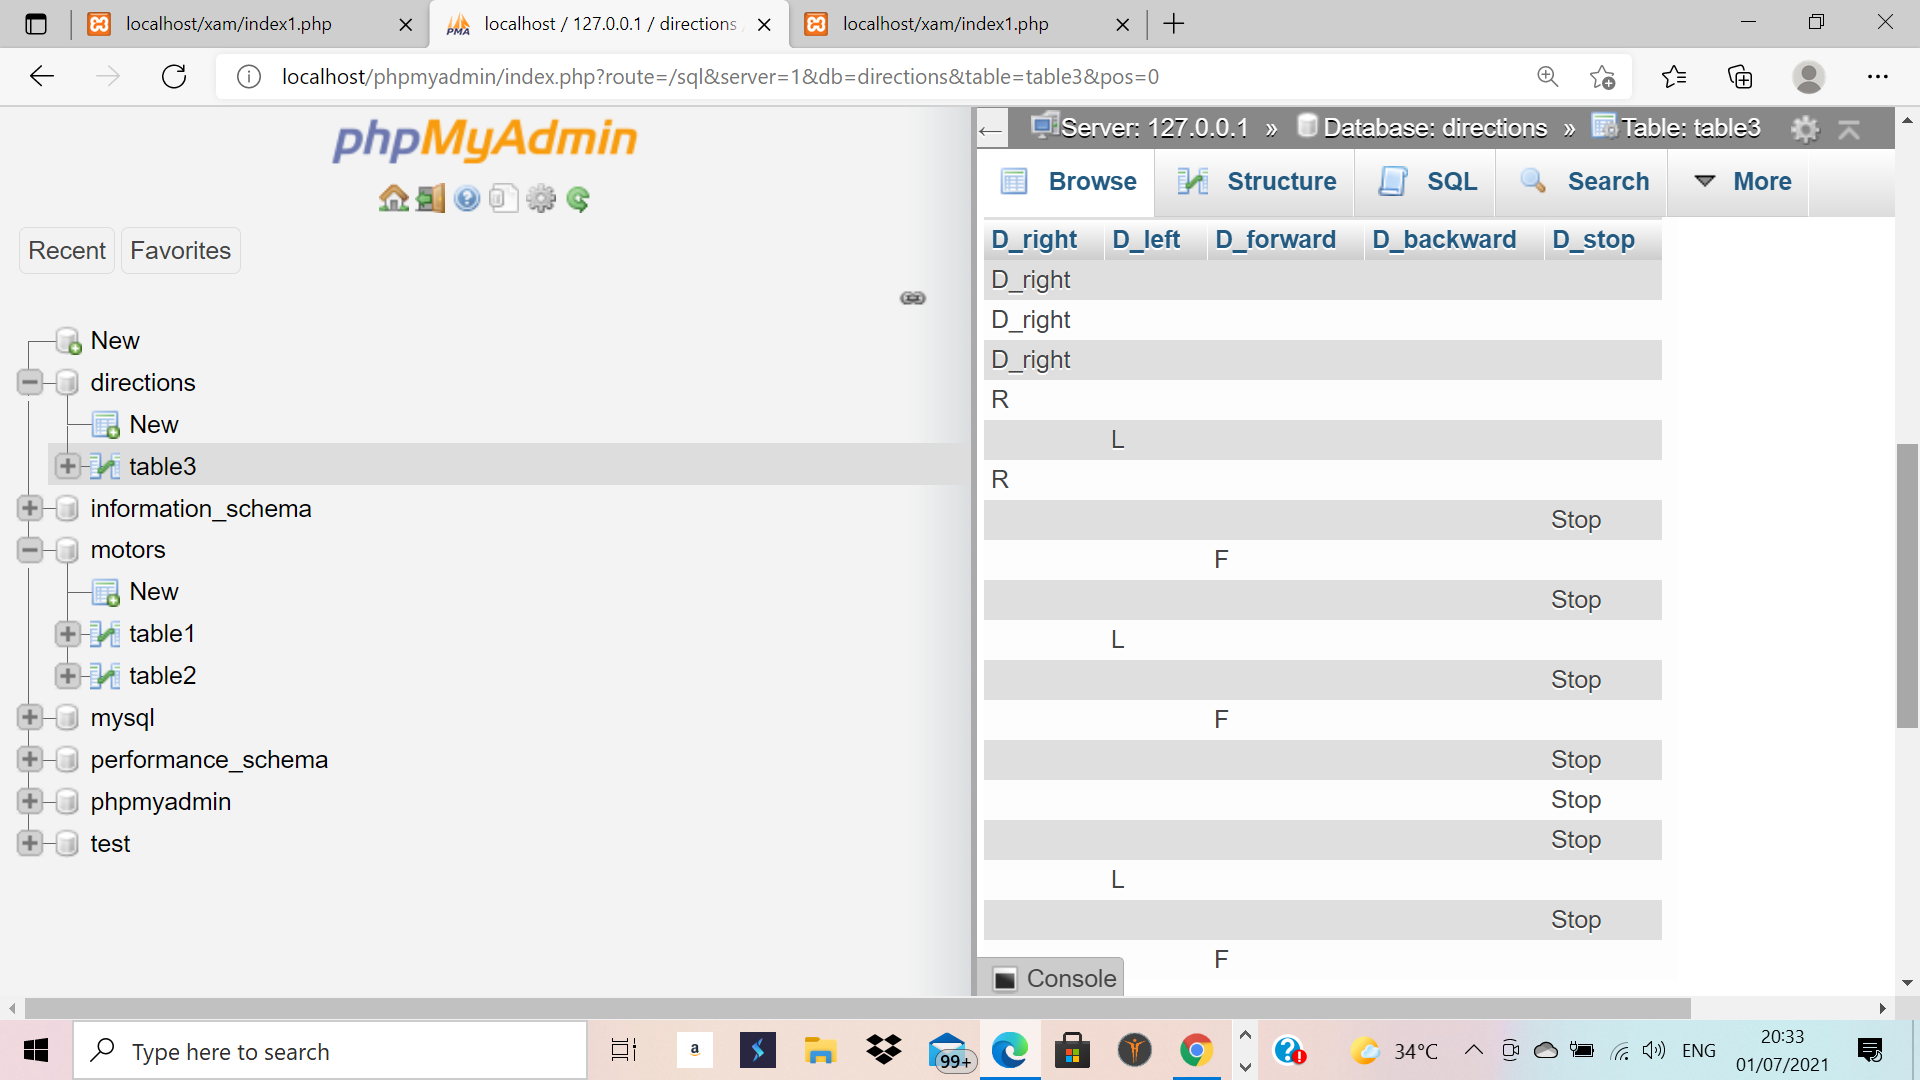 localhost/xam/index1.php
localhost / 127.0.0.1 / directions
localhost/xam/index1.php
localhost/phpmyadmin/index.php?route=/sql&server=1&db=directions&table=table3&pos=0
phpMyAdmin
Recent
Favorites
New
directions
New
table3
information_schema
motors
New
table1
table2
mysql
performance_schema
phpmyadmin
test
Server: 127.0.0.1 » Database: directions » Table: table3
Browse Structure SQL Search More
D_right D_left D_forward D_backward D_stop
D_right
D_right
D_right
R
L
R
Stop
F
Stop
L
Stop
F
Stop
Stop
Stop
L
Stop
F
Console
Type here to search
a
99+
34°C
ENG
20:33
01/07/2021